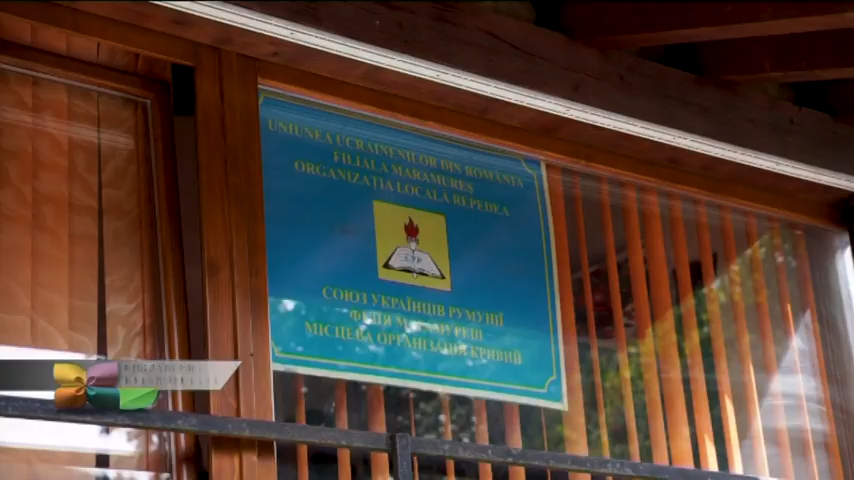 UNIUNEA UCRAINENILOR DIN ROMÂNIA
FILIALA MARAMUREȘ
ORGANIZAȚIA LOCALĂ REPEDEA
СОЮЗ УКРАЇНЦІВ РУМУНІЇ
МІСЦЕВА ОРГАНІЗАЦІЯ КРИВИЙ